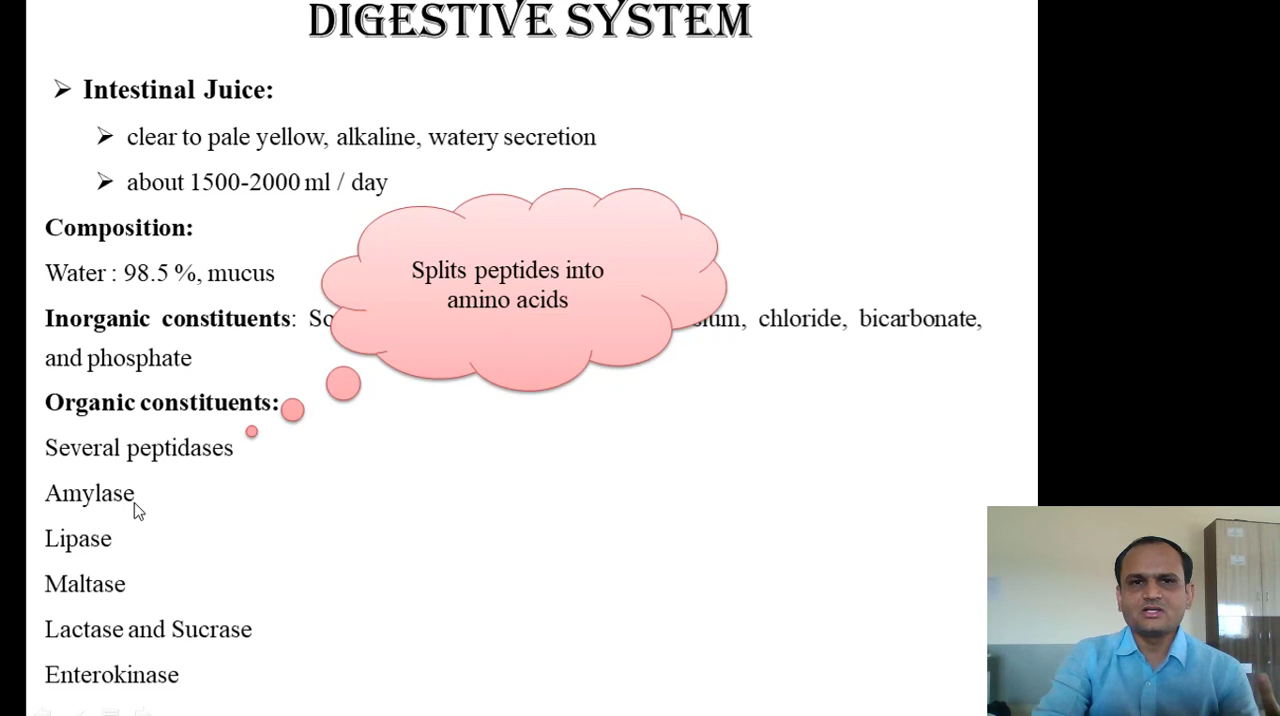 DIGESTIVE SYSTEM
➢ Intestinal Juice:
➢ clear to pale yellow, alkaline, watery secretion
➢ about 1500-2000 ml / day
Composition:
Splits peptides into
amino acids
Water : 98.5 %, mucus
Inorganic constituents: chloride, bicarbonate,
and phosphate
Organic constituents:
Several peptidases
Amylase
Lipase
Maltase
Lactase and Sucrase
Enterokinase